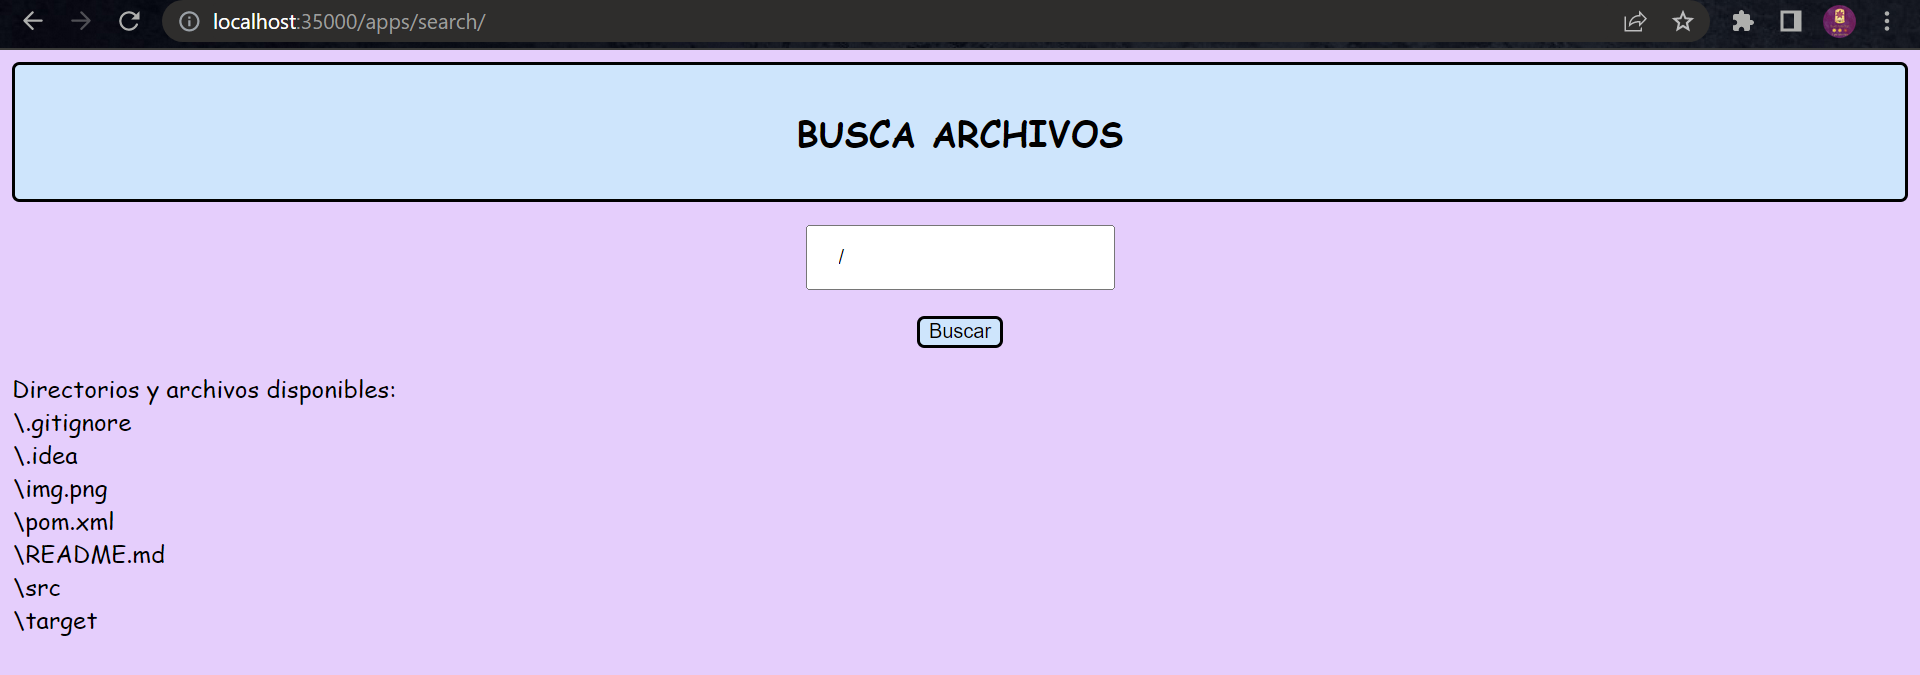 localhost:35000/apps/search/
BUSCA ARCHIVOS
/
Buscar
Directorios y archivos disponibles:
\.gitignore
\.idea
\img.png
\pom.xml
\README.md
\src
\target